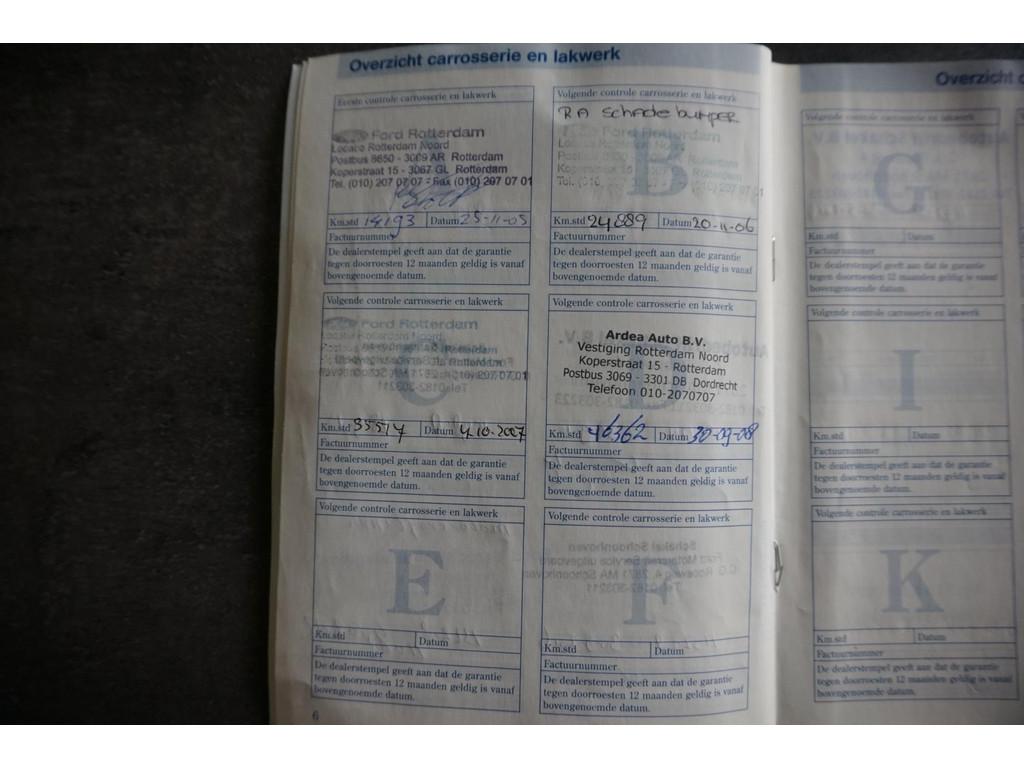 Overzicht carrosserie en lakwerk
Eerste controle carrosserie en lakwerk
Ford Rotterdam
Locatie Rotterdam Noord
Postbus 8650 - 3009 AR Rotterdam
Koperstraat 15 - 3067 GL Rotterdam
Tel. (010) 207 07 07 - Fax (010) 207 07 01
Km.std 14193 Datum 25-11-05
Factuurnummer
De dealerstempel geeft aan dat de garantie
tegen doorroesten 12 maanden geldig is vanaf
bovengenoemde datum.
Volgende controle carrosserie en lakwerk
RA schade bumper
Ford Rotterdam
B
Tel. (010
Km.std 24889 Datum 20-11-06
Factuurnummer
De dealerstempel geeft aan dat de garantie
tegen doorroesten 12 maanden geldig is vanaf
bovengenoemde datum.
Volgende controle carrosserie en lakwerk
Ford Rotterdam
C
Km.std 35517 Datum 4.10.2007
Factuurnummer
De dealerstempel geeft aan dat de garantie
tegen doorroesten 12 maanden geldig is vanaf
bovengenoemde datum.
Volgende controle carrosserie en lakwerk
Ardea Auto B.V.
Vestiging Rotterdam Noord
Koperstraat 15 - Rotterdam
Postbus 3069 - 3301 DB Dordrecht
Telefoon 010-2070707
Km.std 46362 Datum 30-09-08
Factuurnummer
De dealerstempel geeft aan dat de garantie
tegen doorroesten 12 maanden geldig is vanaf
bovengenoemde datum.
Volgende controle carrosserie en lakwerk
E
Km.std Datum
Factuurnummer
De dealerstempel geeft aan dat de garantie
tegen doorroesten 12 maanden geldig is vanaf
bovengenoemde datum.
Volgende controle carrosserie en lakwerk
F
Km.std Datum
Factuurnummer
De dealerstempel geeft aan dat de garantie
tegen doorroesten 12 maanden geldig is vanaf
bovengenoemde datum.
6
Overzicht c
Volgende controle carrosserie en lakwerk
G
Km.std Datum
Factuurnummer
De dealerstempel geeft aan dat de garantie
tegen doorroesten 12 maanden geldig is vanaf
bovengenoemde datum.
Volgende controle carrosserie en lakwerk
I
Km.std Datum
Factuurnummer
De dealerstempel geeft aan dat de garantie
tegen doorroesten 12 maanden geldig is vanaf
bovengenoemde datum.
Volgende controle carrosserie en lakwerk
K
Km.std Datum
Factuurnummer
De dealerstempel geeft aan dat de garantie
tegen doorroesten 12 maanden geldig is vanaf
bovengenoemde datum.